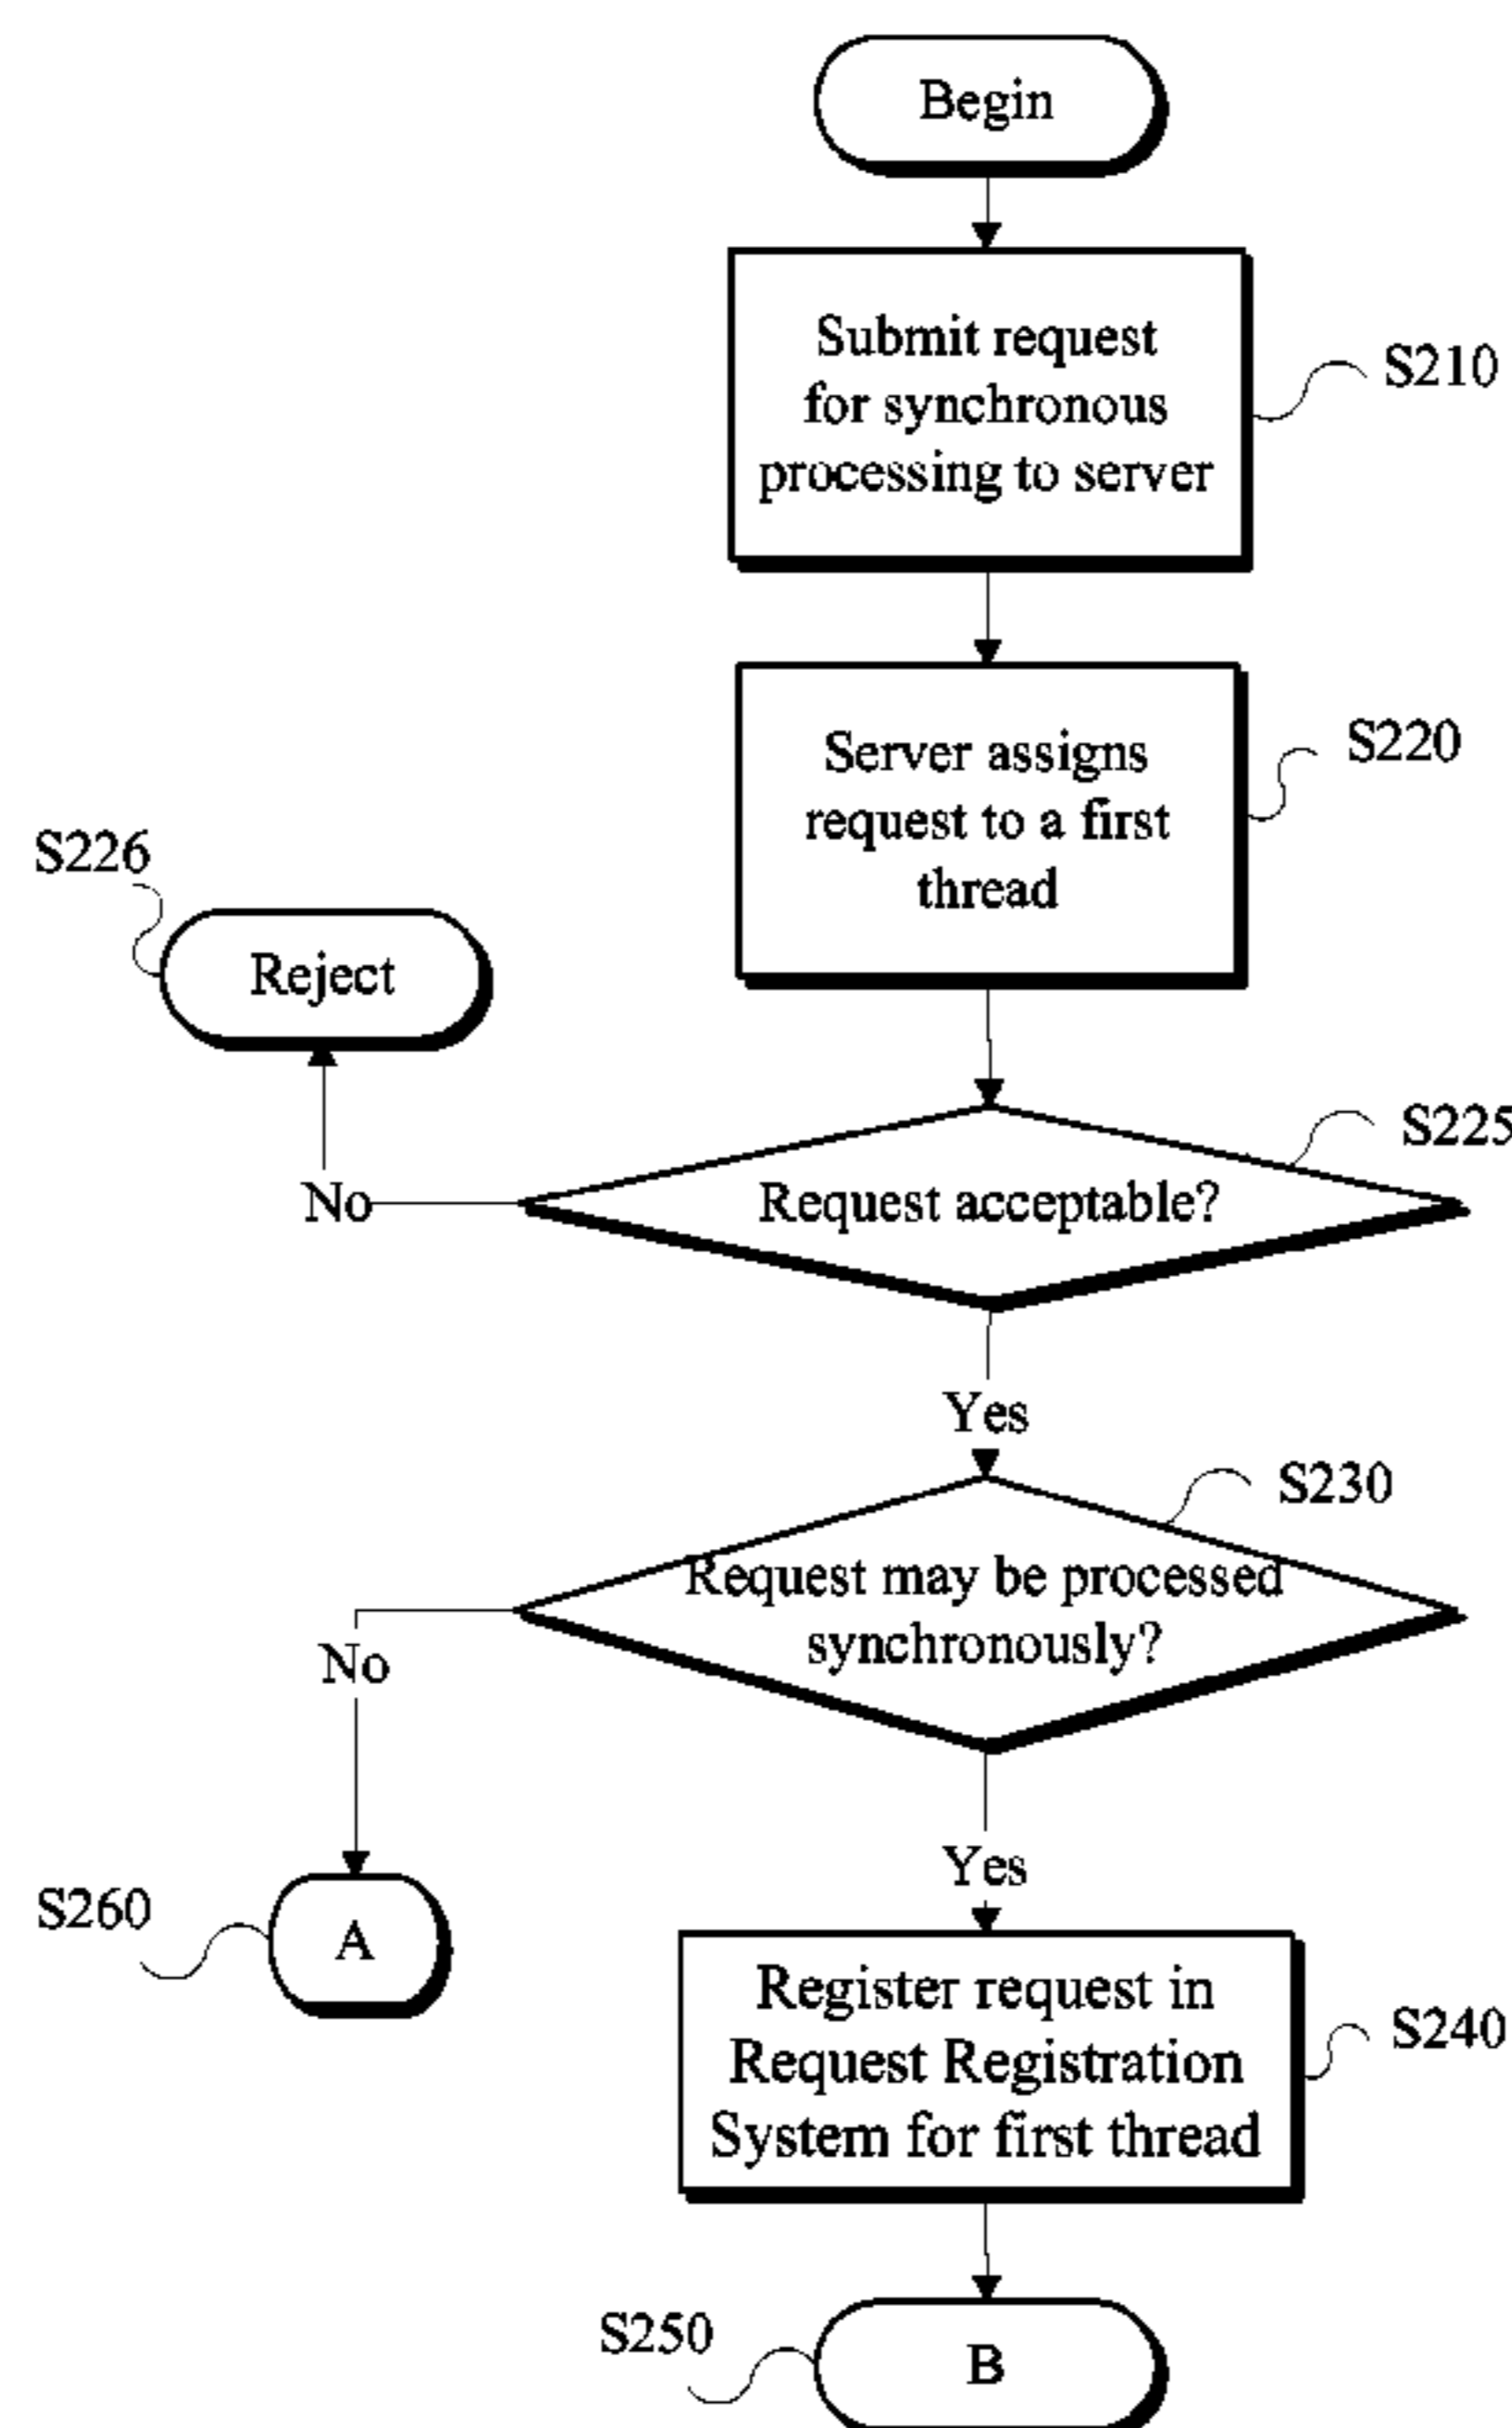 Begin
Submit request
for synchronous
processing to server
S210
Server assigns
request to a first
thread
S220
S226
Reject
No
Request acceptable?
S225
Yes
Request may be processed
synchronously?
S230
No
Yes
S260
A
Register request in
Request Registration
System for first thread
S240
S250
B